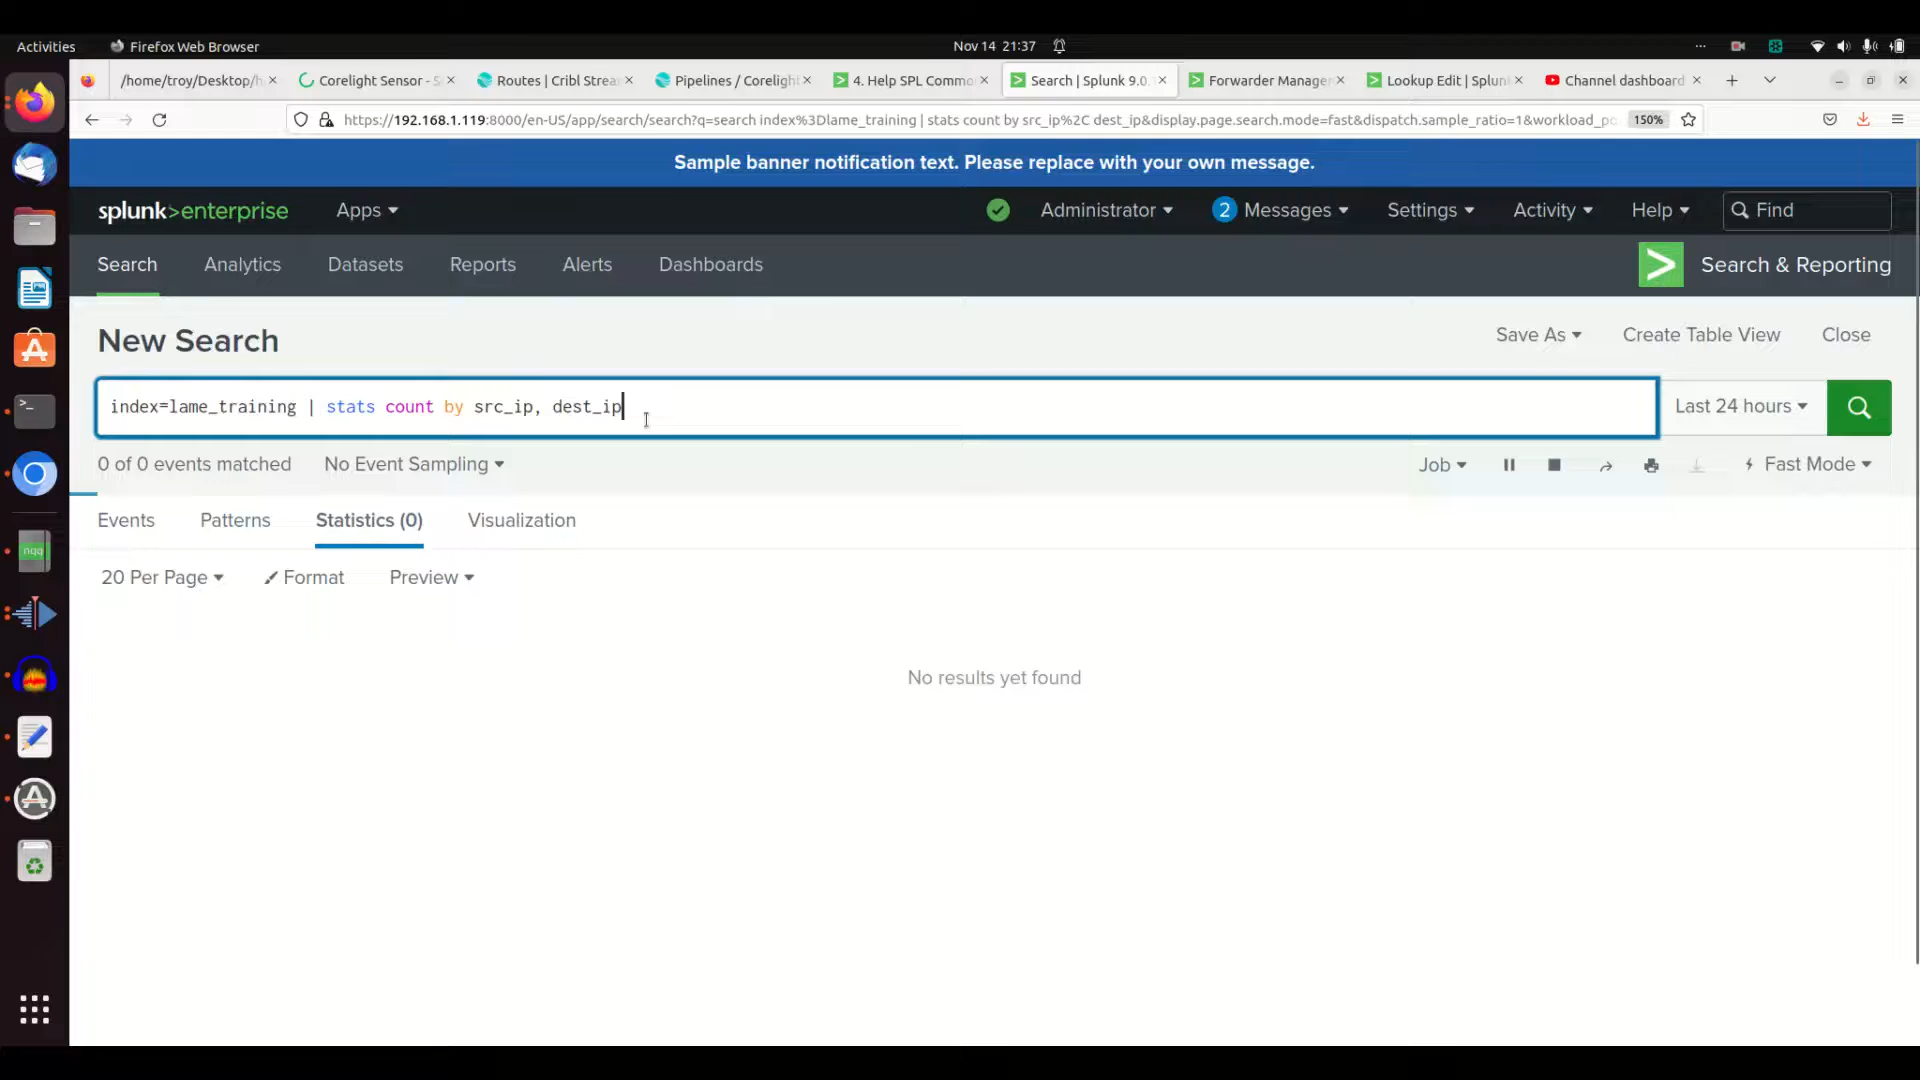 Activities Firefox Web Browser Nov 14 21:37
/home/troy/Desktop/h Corelight Sensor - S Routes | Cribl Strea Pipelines / Corelight 4. Help SPL Commo Search | Splunk 9.0. Forwarder Manage Lookup Edit | Splun Channel dashboard
https://192.168.1.119:8000/en-US/app/search/search?q=search index%3Dlame_training | stats count by src_ip%2C dest_ip&display.page.search.mode=fast&dispatch.sample_ratio=1&workload_po 150%
Sample banner notification text. Please replace with your own message.
splunk>enterprise Apps Administrator 2 Messages Settings Activity Help Find
Search Analytics Datasets Reports Alerts Dashboards > Search & Reporting
New Search Save As Create Table View Close
index=lame_training | stats count by src_ip, dest_ip Last 24 hours
0 of 0 events matched No Event Sampling Job Fast Mode
Events Patterns Statistics (0) Visualization
20 Per Page Format Preview
nqq
No results yet found